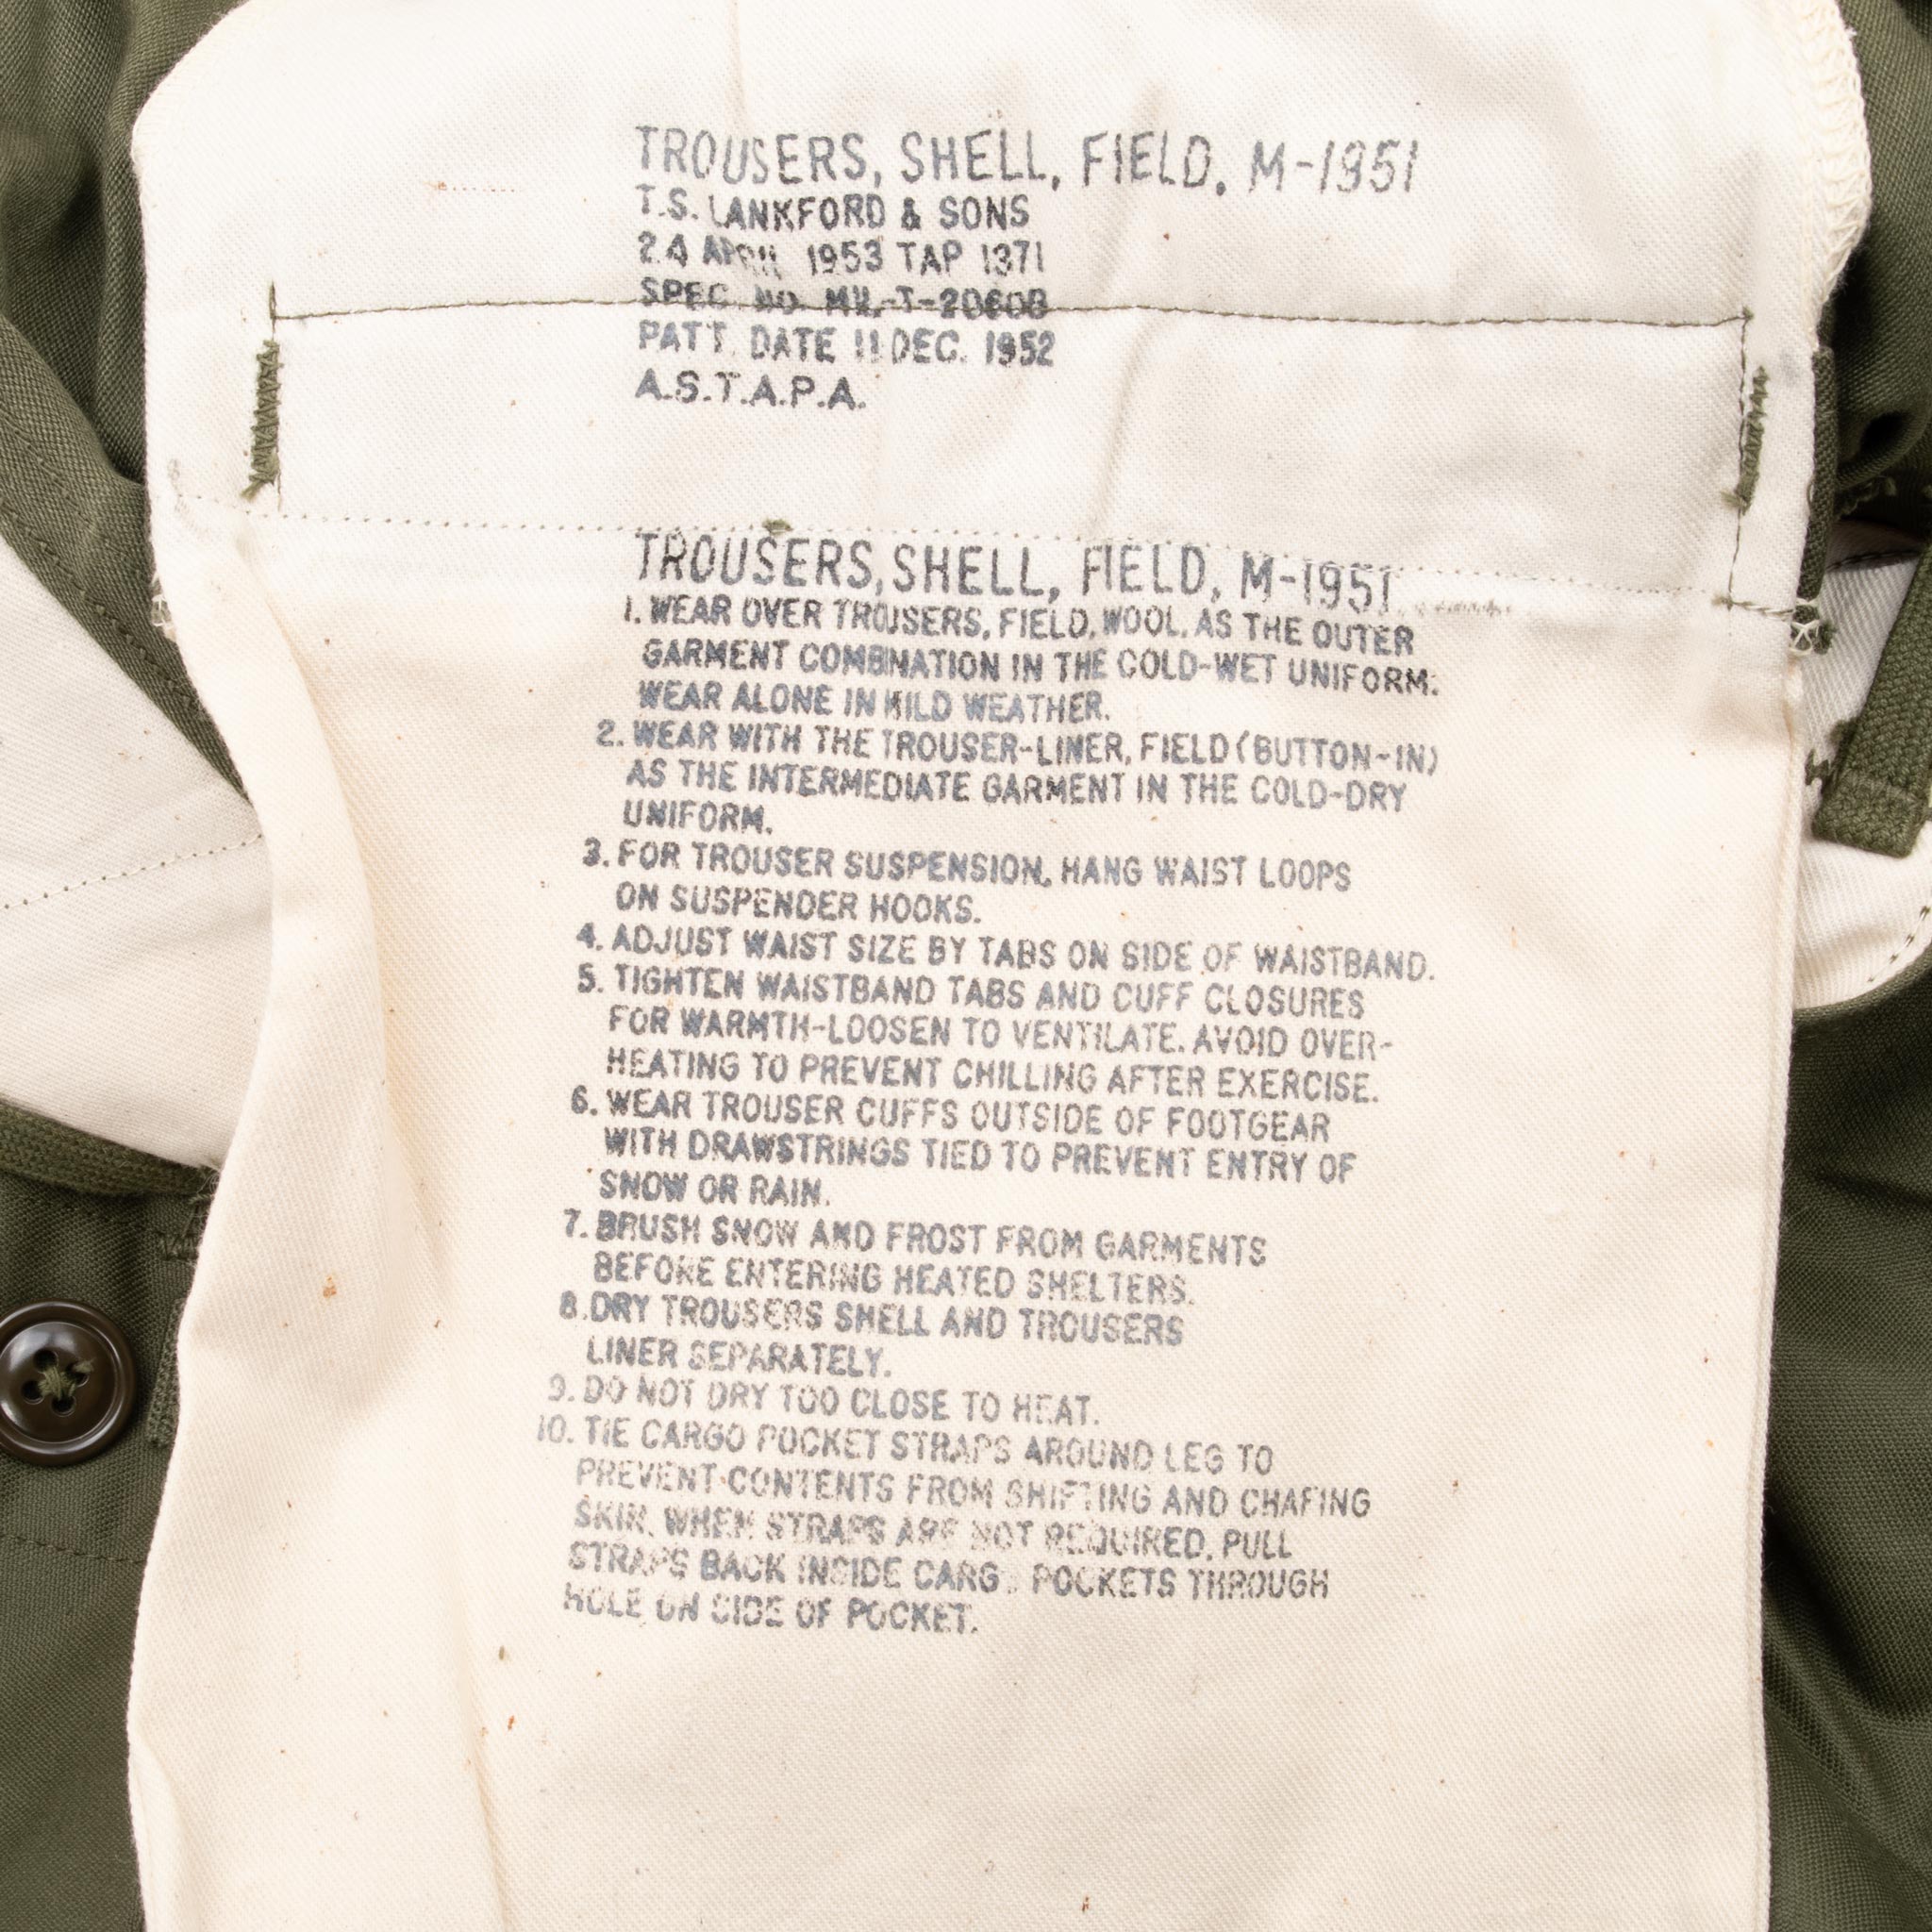 TROUSERS, SHELL, FIELD, M-1951
T.S. LANKFORD & SONS
24 APRIL 1953 TAP 1371
SPEC. NO. MIL-T-2060B
PATT. DATE 11 DEC. 1952
A.S.T.A.P.A.
TROUSERS, SHELL, FIELD, M-1951
1. WEAR OVER TROUSERS, FIELD, WOOL, AS THE OUTER
GARMENT COMBINATION IN THE COLD-WET UNIFORM.
WEAR ALONE IN MILD WEATHER.
2. WEAR WITH THE TROUSER-LINER, FIELD (BUTTON-IN)
AS THE INTERMEDIATE GARMENT IN THE COLD-DRY
UNIFORM.
3. FOR TROUSER SUSPENSION, HANG WAIST LOOPS
ON SUSPENDER HOOKS.
4. ADJUST WAIST SIZE BY TABS ON SIDE OF WAISTBAND.
5. TIGHTEN WAISTBAND TABS AND CUFF CLOSURES
FOR WARMTH-LOOSEN TO VENTILATE. AVOID OVER-
HEATING TO PREVENT CHILLING AFTER EXERCISE.
6. WEAR TROUSER CUFFS OUTSIDE OF FOOTGEAR
WITH DRAWSTRINGS TIED TO PREVENT ENTRY OF
SNOW OR RAIN.
7. BRUSH SNOW AND FROST FROM GARMENTS
BEFORE ENTERING HEATED SHELTERS.
8. DRY TROUSERS SHELL AND TROUSERS
LINER SEPARATELY.
9. DO NOT DRY TOO CLOSE TO HEAT.
10. TIE CARGO POCKET STRAPS AROUND LEG TO
PREVENT CONTENTS FROM SHIFTING AND CHAFING
SKIN. WHEN STRAPS ARE NOT REQUIRED, PULL
STRAPS BACK INSIDE CARGO POCKETS THROUGH
HOLE ON SIDE OF POCKET.